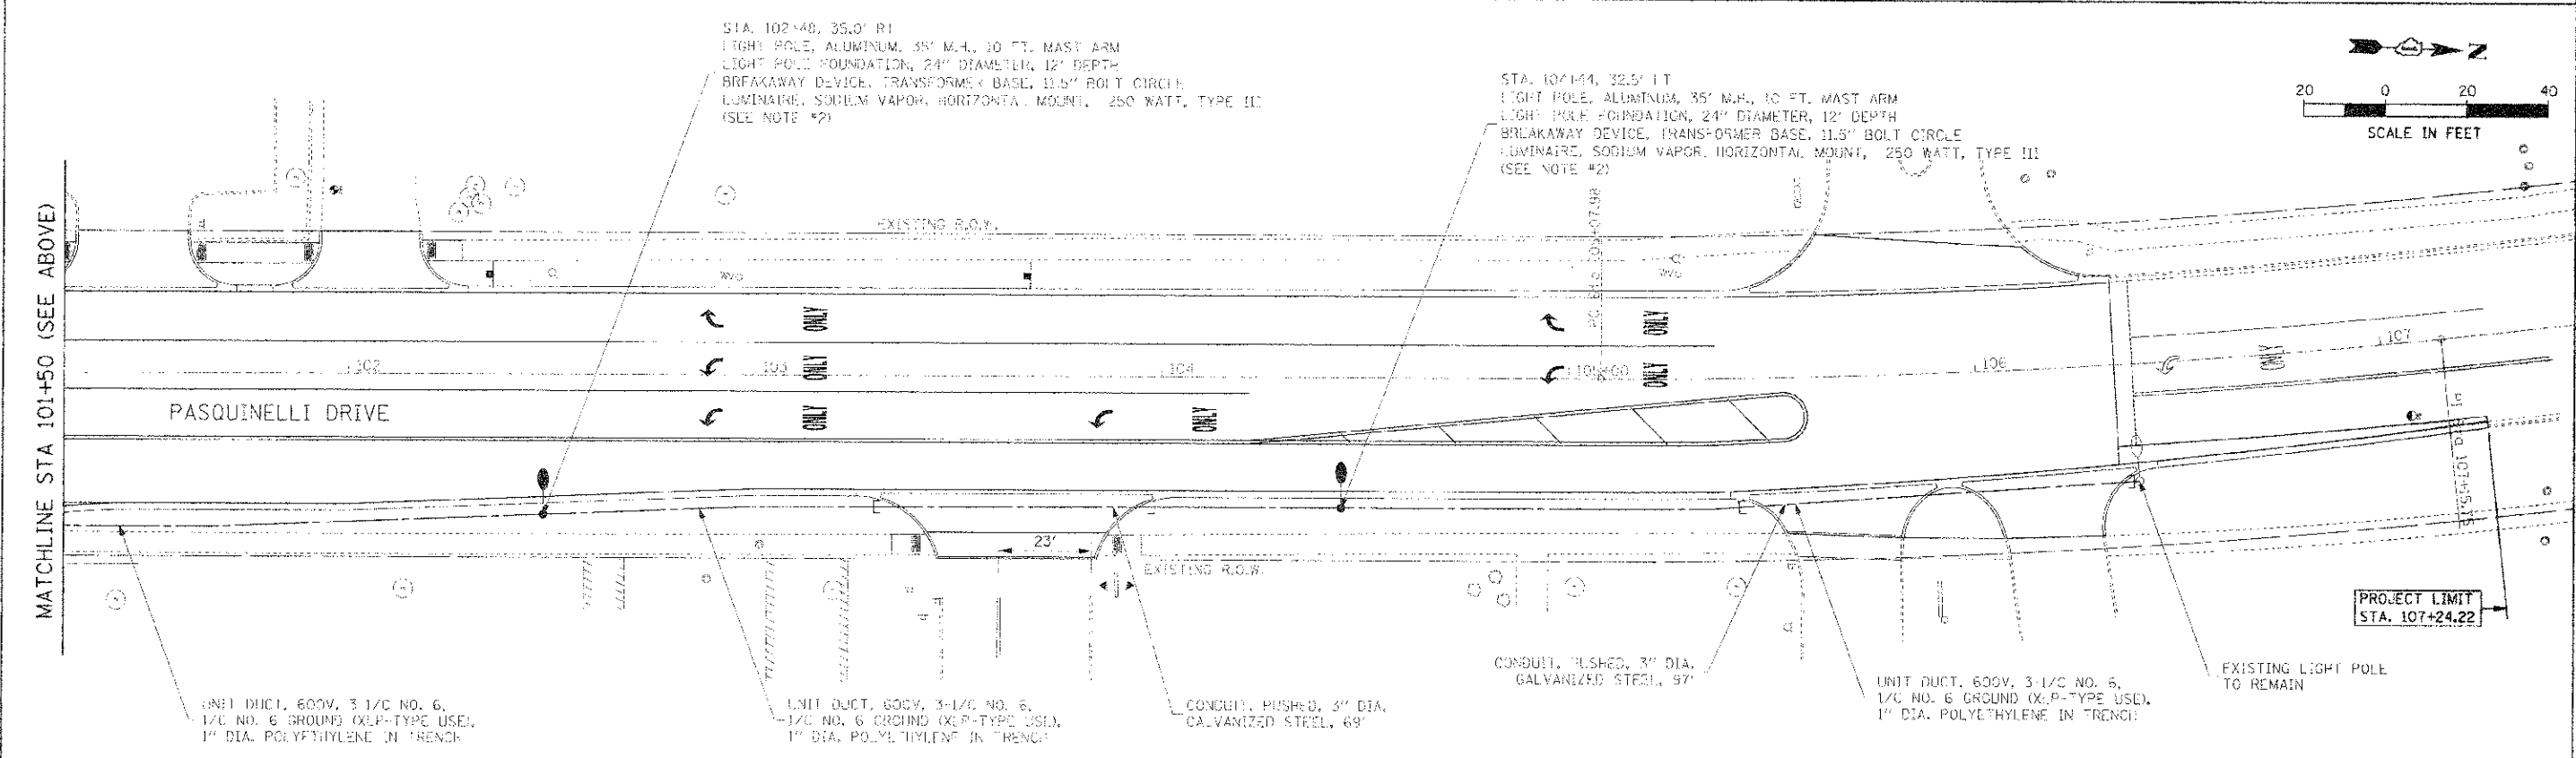 STA. 102+48, 35.0' RT
LIGHT POLE, ALUMINUM, 35' M.H., 10 FT. MAST ARM
LIGHT POLE FOUNDATION, 24" DIAMETER, 12' DEPTH
BREAKAWAY DEVICE, TRANSFORMER BASE, 11.5" BOLT CIRCLE
LUMINAIRE, SODIUM VAPOR, HORIZONTAL MOUNT, 250 WATT, TYPE III
(SEE NOTE #2)
STA. 32.5'
LIGHT POLE, ALUMINUM, 35' M.H., 10 FT. MAST ARM
LIGHT POLE FOUNDATION, 24" DIAMETER, 12' DEPTH
BREAKAWAY DEVICE, TRANSFORMER BASE, 11.5" BOLT CIRCLE
LUMINAIRE, SODIUM VAPOR, HORIZONTAL MOUNT, 250 WATT, TYPE III
(SEE NOTE #2)
Z
20 0 20 40
SCALE IN FEET
MATCHLINE STA 101+50 (SEE ABOVE)
EXISTING R.O.W.
ONLY
ONLY
102
103
ONLY
104
105+00
ONLY
106
ONLY
107
PASQUINELLI DRIVE
ONLY
ONLY
23'
EXISTING R.O.W.
PROJECT LIMIT
STA. 107+24.22
UNIT DUCT, 600V, 3-1/C NO. 6,
1/C NO. 6 GROUND (XLP-TYPE USE),
1" DIA. POLYETHYLENE IN TRENCH
UNIT DUCT, 600V, 3-1/C NO. 6,
1/C NO. 6 GROUND (XLP-TYPE USE),
1" DIA. POLYETHYLENE IN TRENCH
CONDUIT, PUSHED, 3" DIA.
GALVANIZED STEEL, 69'
CONDUIT, PUSHED, 3" DIA.
GALVANIZED STEEL, 97'
UNIT DUCT, 600V, 3-1/C NO. 6,
1/C NO. 6 GROUND (XLP-TYPE USE),
1" DIA. POLYETHYLENE IN TRENCH
EXISTING LIGHT POLE
TO REMAIN